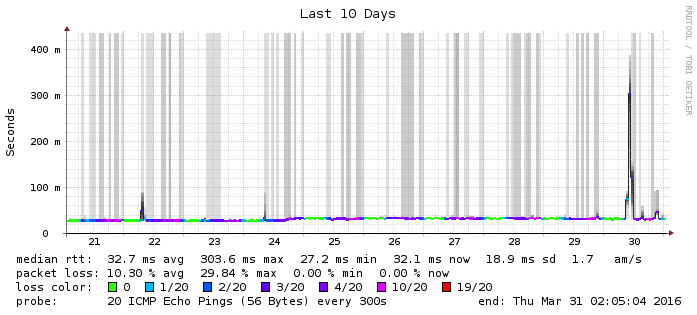 Last 10 Days
RRDTOOL / TOBI OETIKER
Seconds
400 m
300 m
200 m
100 m
0
21 22 23 24 25 26 27 28 29 30
median rtt: 32.7 ms avg 303.6 ms max 27.2 ms min 32.1 ms now 18.9 ms sd 1.7 am/s
packet loss: 10.30 % avg 29.84 % max 0.00 % min 0.00 % now
loss color: 0 1/20 2/20 3/20 4/20 10/20 19/20
probe: 20 ICMP Echo Pings (56 Bytes) every 300s end: Thu Mar 31 02:05:04 2016